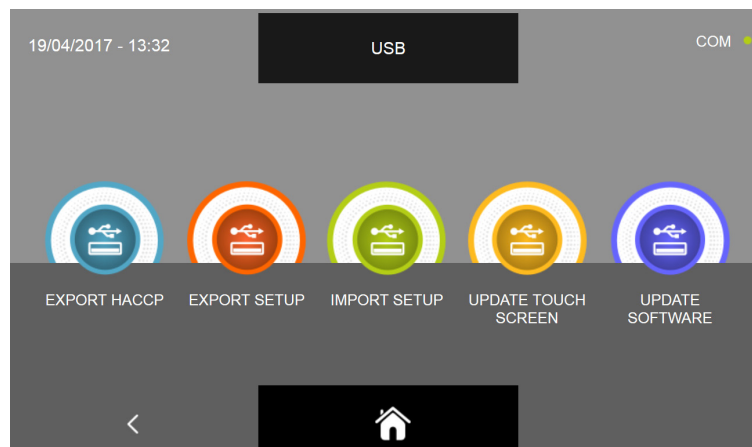 19/04/2017 - 13:32
USB
COM
EXPORT HACCP
EXPORT SETUP
IMPORT SETUP
UPDATE TOUCH
SCREEN
UPDATE
SOFTWARE